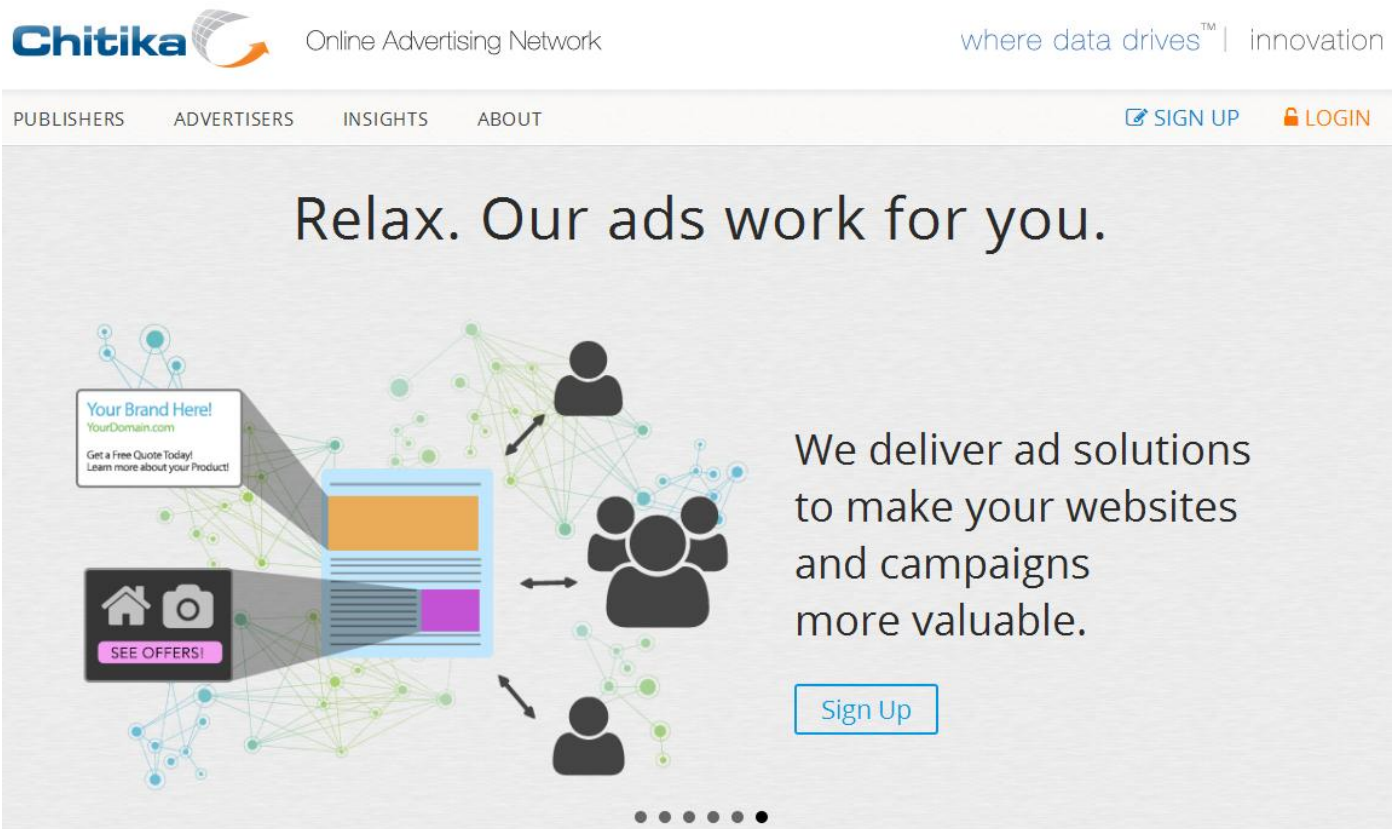 Chitika
Online Advertising Network
where data drives™ | innovation
PUBLISHERS
ADVERTISERS
INSIGHTS
ABOUT
SIGN UP
LOGIN
Relax. Our ads work for you.
Your Brand Here!
YourDomain.com
Get a Free Quote Today!
Learn more about your Product!
SEE OFFERS!
We deliver ad solutions
to make your websites
and campaigns
more valuable.
Sign Up